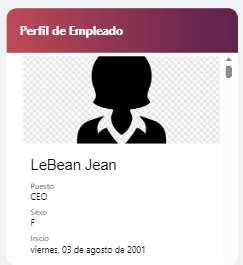 Perfil de Empleado
LeBean Jean
Puesto
CEO
Sexo
F
Inicio
viernes, 03 de agosto de 2001